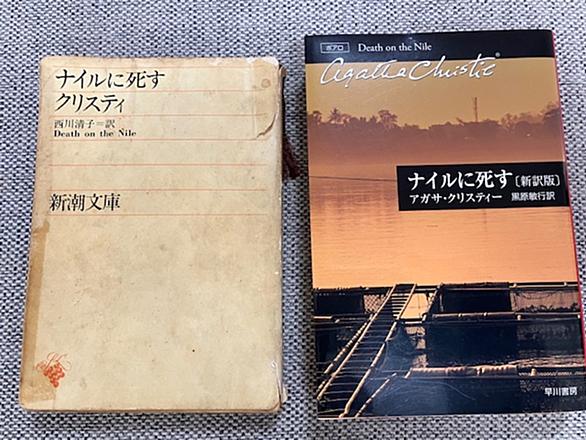 ナイルに死す
クリスティ
西川清子=訳
Death on the Nile
新潮文庫
ポアロ Death on the Nile
Agatha Christie®
ナイルに死す〔新訳版〕
アガサ・クリスティー 黒原敏行訳
早川書房